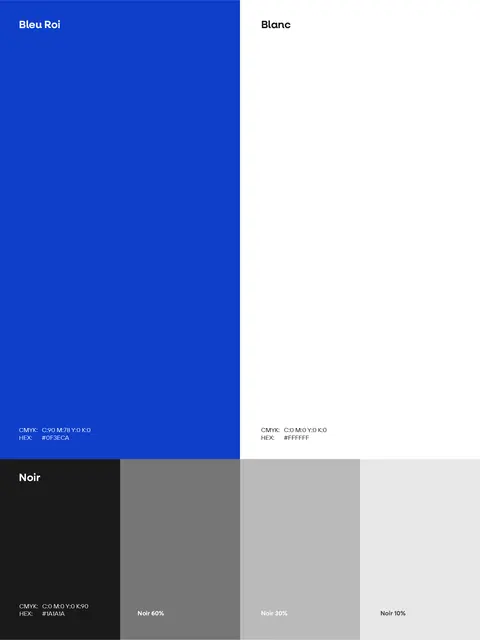 Bleu Roi
CMYK: C:90 M:78 Y:0 K:0
HEX: #0F3ECA
Blanc
CMYK: C:0 M:0 Y:0 K:0
HEX: #FFFFFF
Noir
CMYK: C:0 M:0 Y:0 K:90
HEX: #1A1A1A
Noir 60%
Noir 30%
Noir 10%